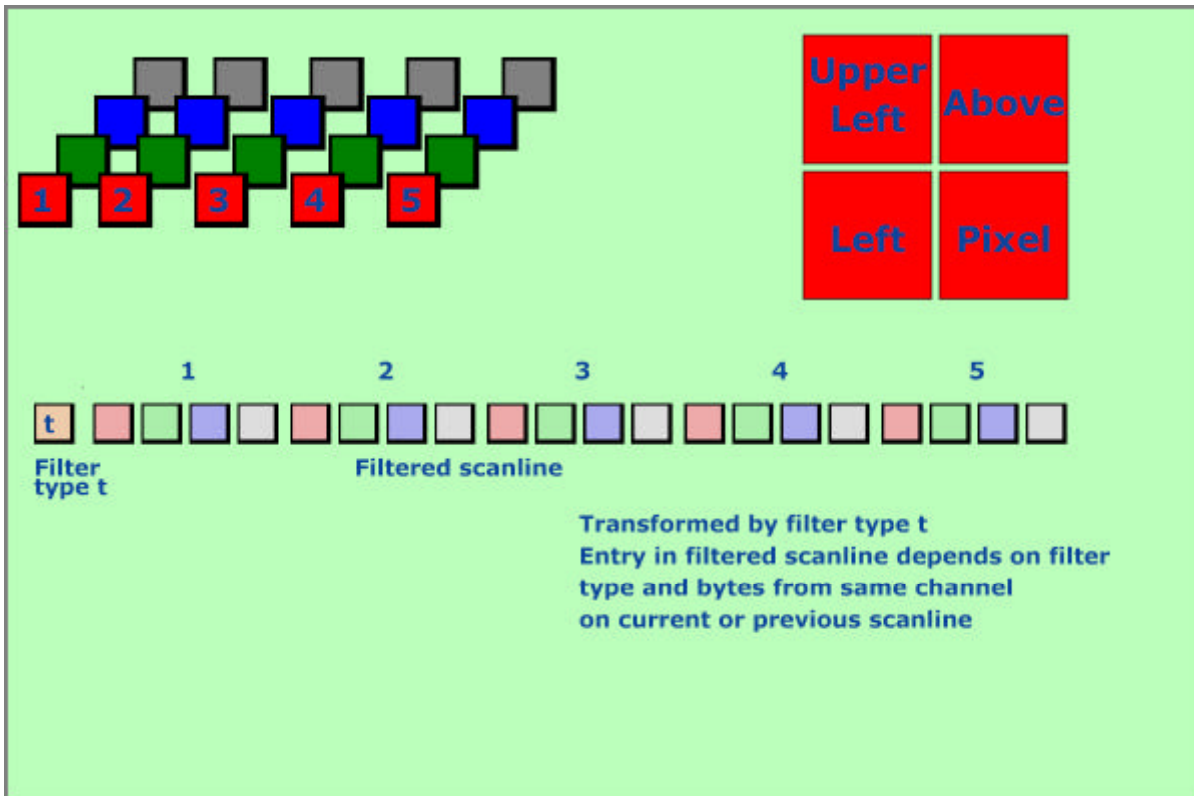 1 2 3 4 5
Upper
Left
Above
Left
Pixel
1 2 3 4 5
t
Filter
type t
Filtered scanline
Transformed by filter type t
Entry in filtered scanline depends on filter
type and bytes from same channel
on current or previous scanline